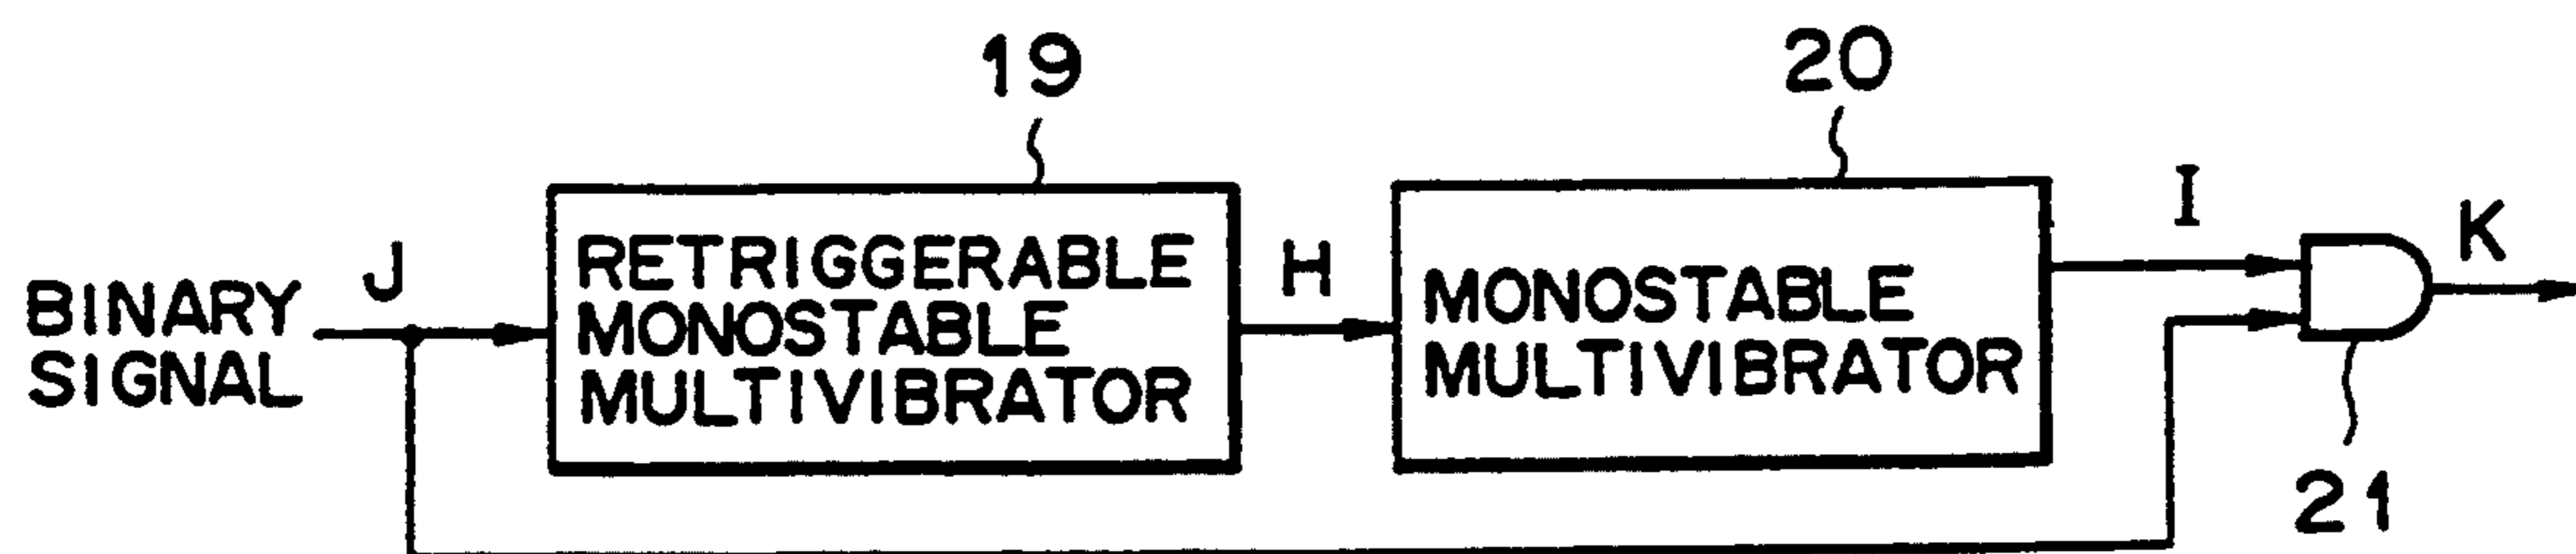 19
20
BINARY
SIGNAL
J
RETRIGGERABLE
MONOSTABLE
MULTIVIBRATOR
H
MONOSTABLE
MULTIVIBRATOR
I
K
21